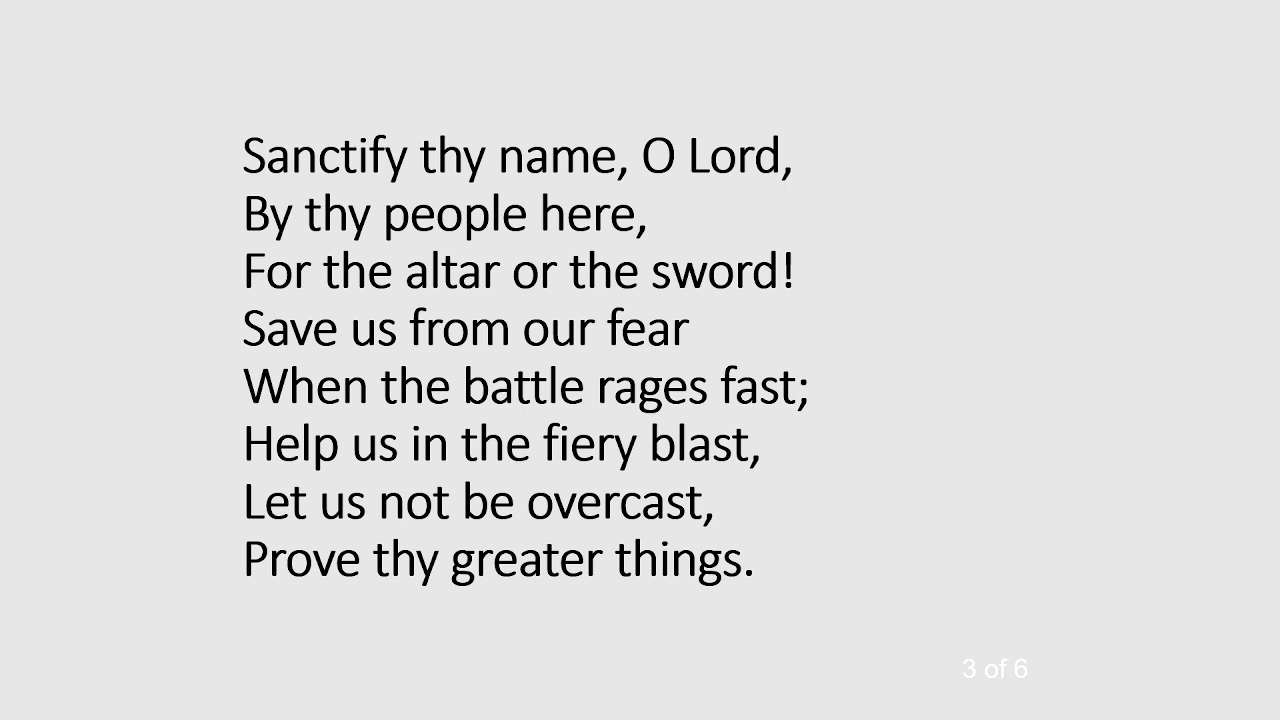 Sanctify thy name, O Lord,
By thy people here,
For the altar or the sword!
Save us from our fear
When the battle rages fast;
Help us in the fiery blast,
Let us not be overcast,
Prove thy greater things.
3 of 6